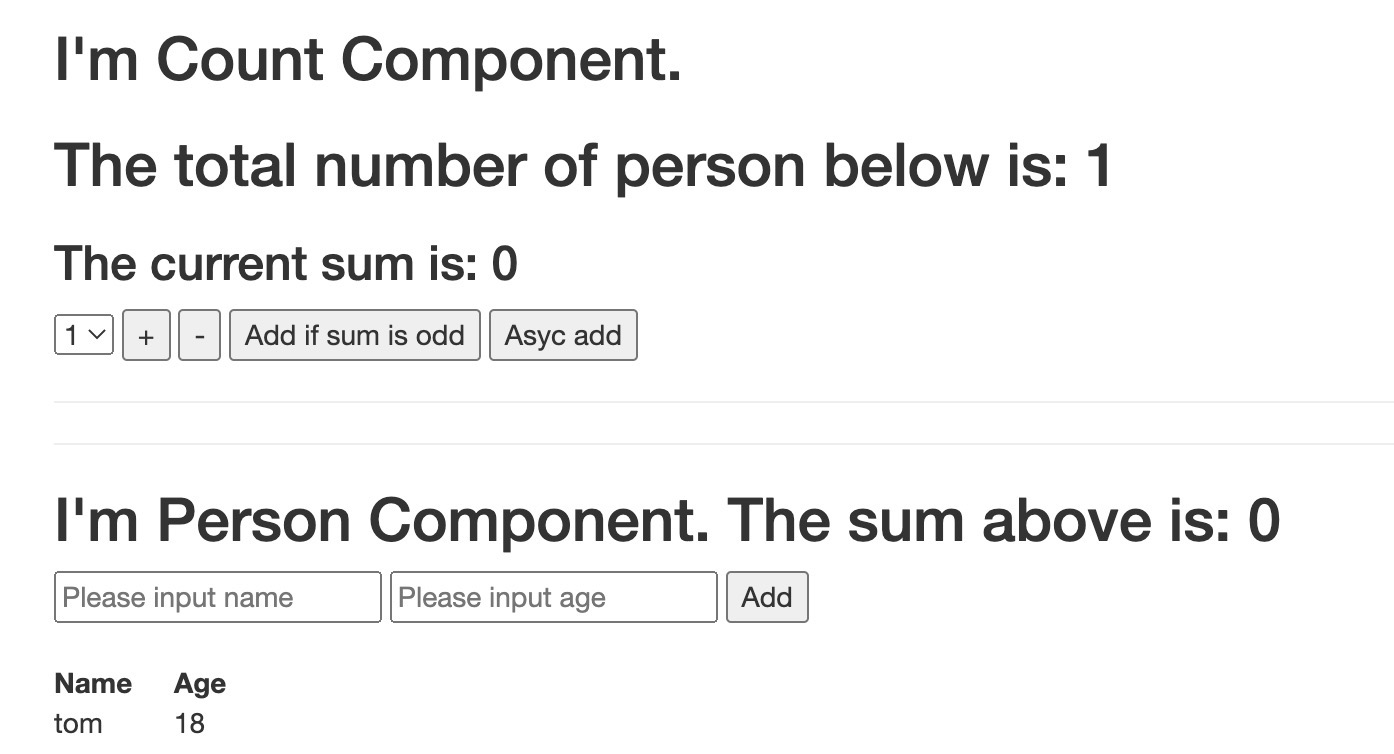 I'm Count Component.
The total number of person below is: 1
The current sum is: 0
1 + - Add if sum is odd Asyc add
I'm Person Component. The sum above is: 0
Please input name Please input age Add
Name Age
tom 18